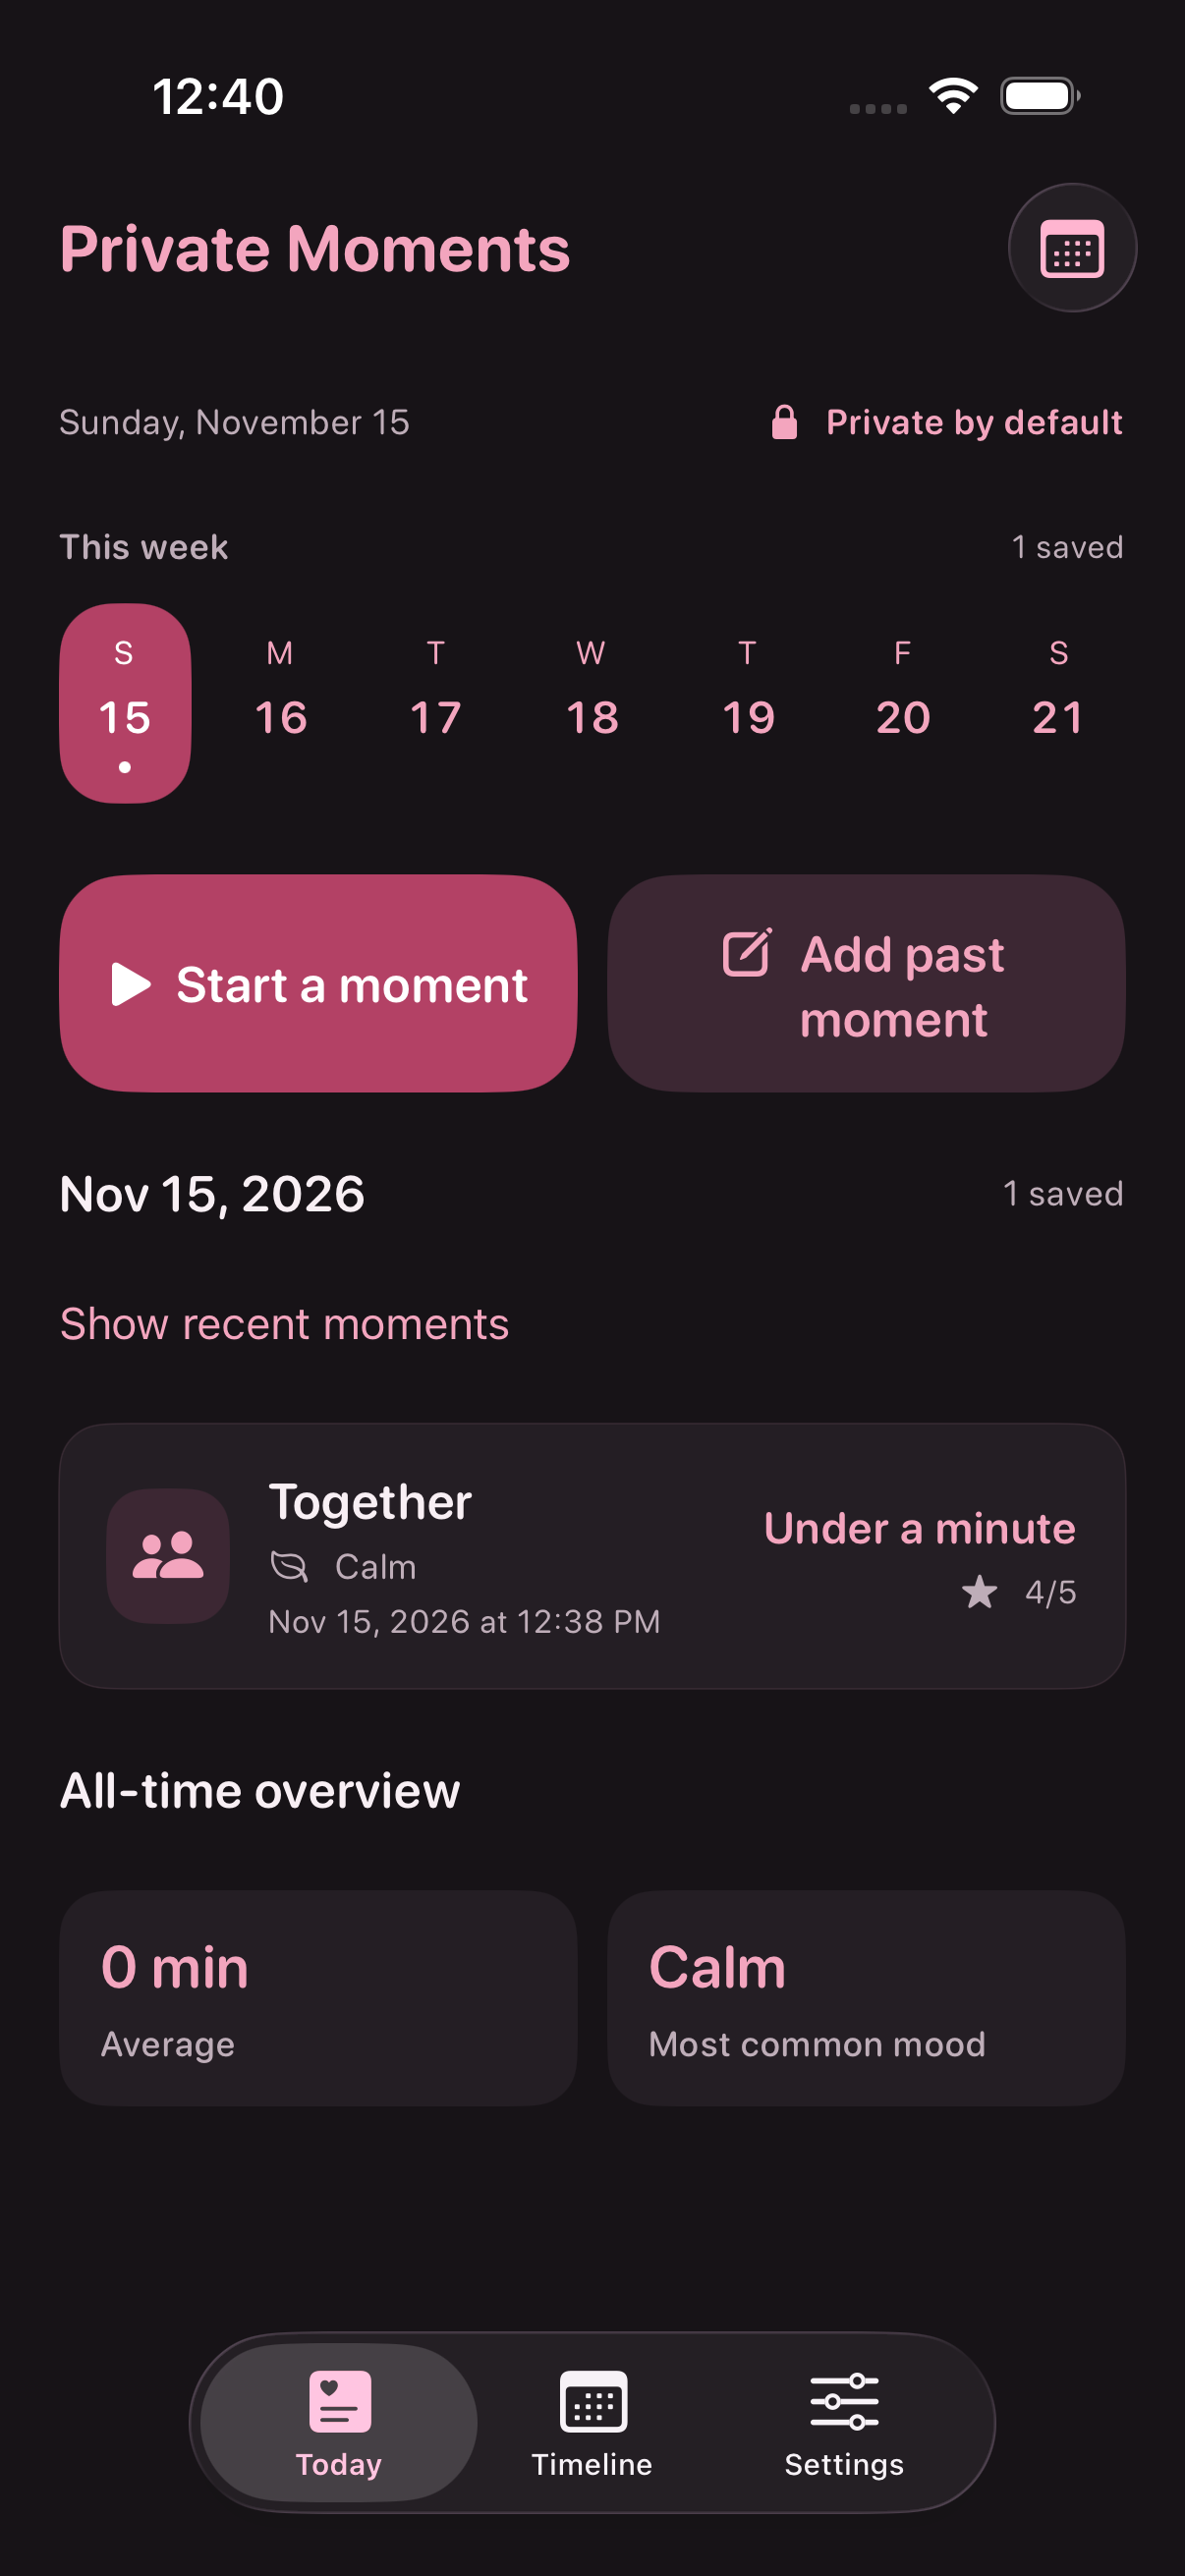 12:40
Private Moments
Sunday, November 15
Private by default
This week
1 saved
S M T W T F S
15 16 17 18 19 20 21
Start a moment
Add past
moment
Nov 15, 2026
1 saved
Show recent moments
Together
Calm
Nov 15, 2026 at 12:38 PM
Under a minute
4/5
All-time overview
0 min
Average
Calm
Most common mood
Today
Timeline
Settings